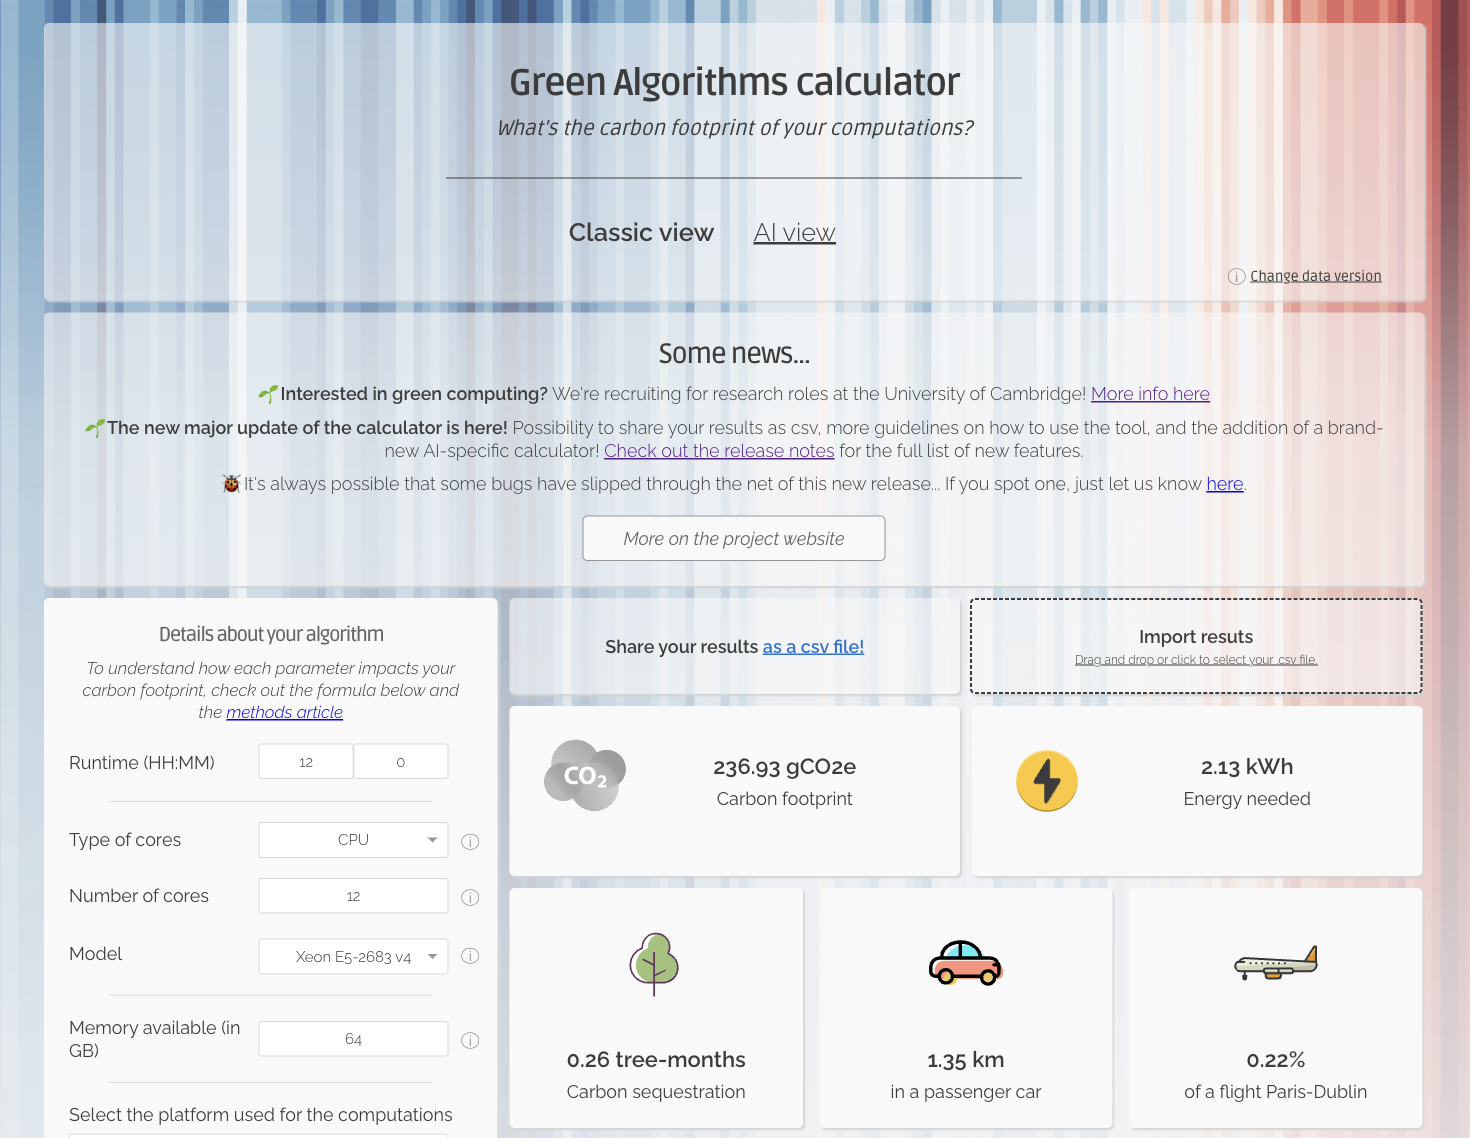 Green Algorithms calculator
What's the carbon footprint of your computations?
Classic view AI view
Change data version
Some news...
Interested in green computing? We're recruiting for research roles at the University of Cambridge! More info here
The new major update of the calculator is here! Possibility to share your results as csv, more guidelines on how to use the tool, and the addition of a brand-
new AI-specific calculator! Check out the release notes for the full list of new features.
It's always possible that some bugs have slipped through the net of this new release... If you spot one, just let us know here.
More on the project website
Details about your algorithm
To understand how each parameter impacts your
carbon footprint, check out the formula below and
the methods article
Runtime (HH:MM) 12 0
Type of cores CPU
Number of cores 12
Model Xeon E5-2683 v4
Memory available (in
GB) 64
Select the platform used for the computations
Share your results as a csv file!
Import resuts
Drag and drop or click to select your .csv file.
CO2
236.93 gCO2e
Carbon footprint
2.13 kWh
Energy needed
0.26 tree-months
Carbon sequestration
1.35 km
in a passenger car
0.22%
of a flight Paris-Dublin